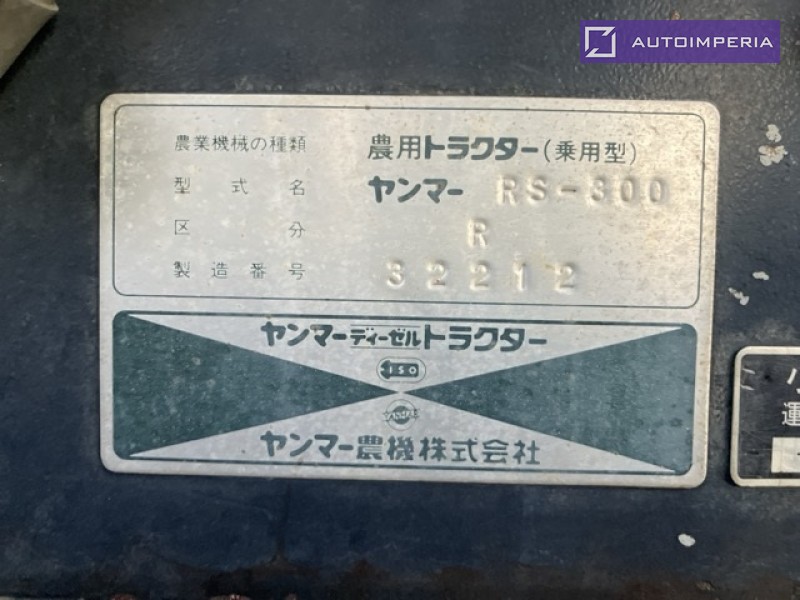 AUTOIMPERIA
農業機械の種類 農用トラクター(乗用型)
型式名 ヤンマー RS-300
区分 R
製造番号 32212
ヤンマーディーゼルトラクター
ISO
YANMAR
ヤンマー農機株式会社
ハ
運